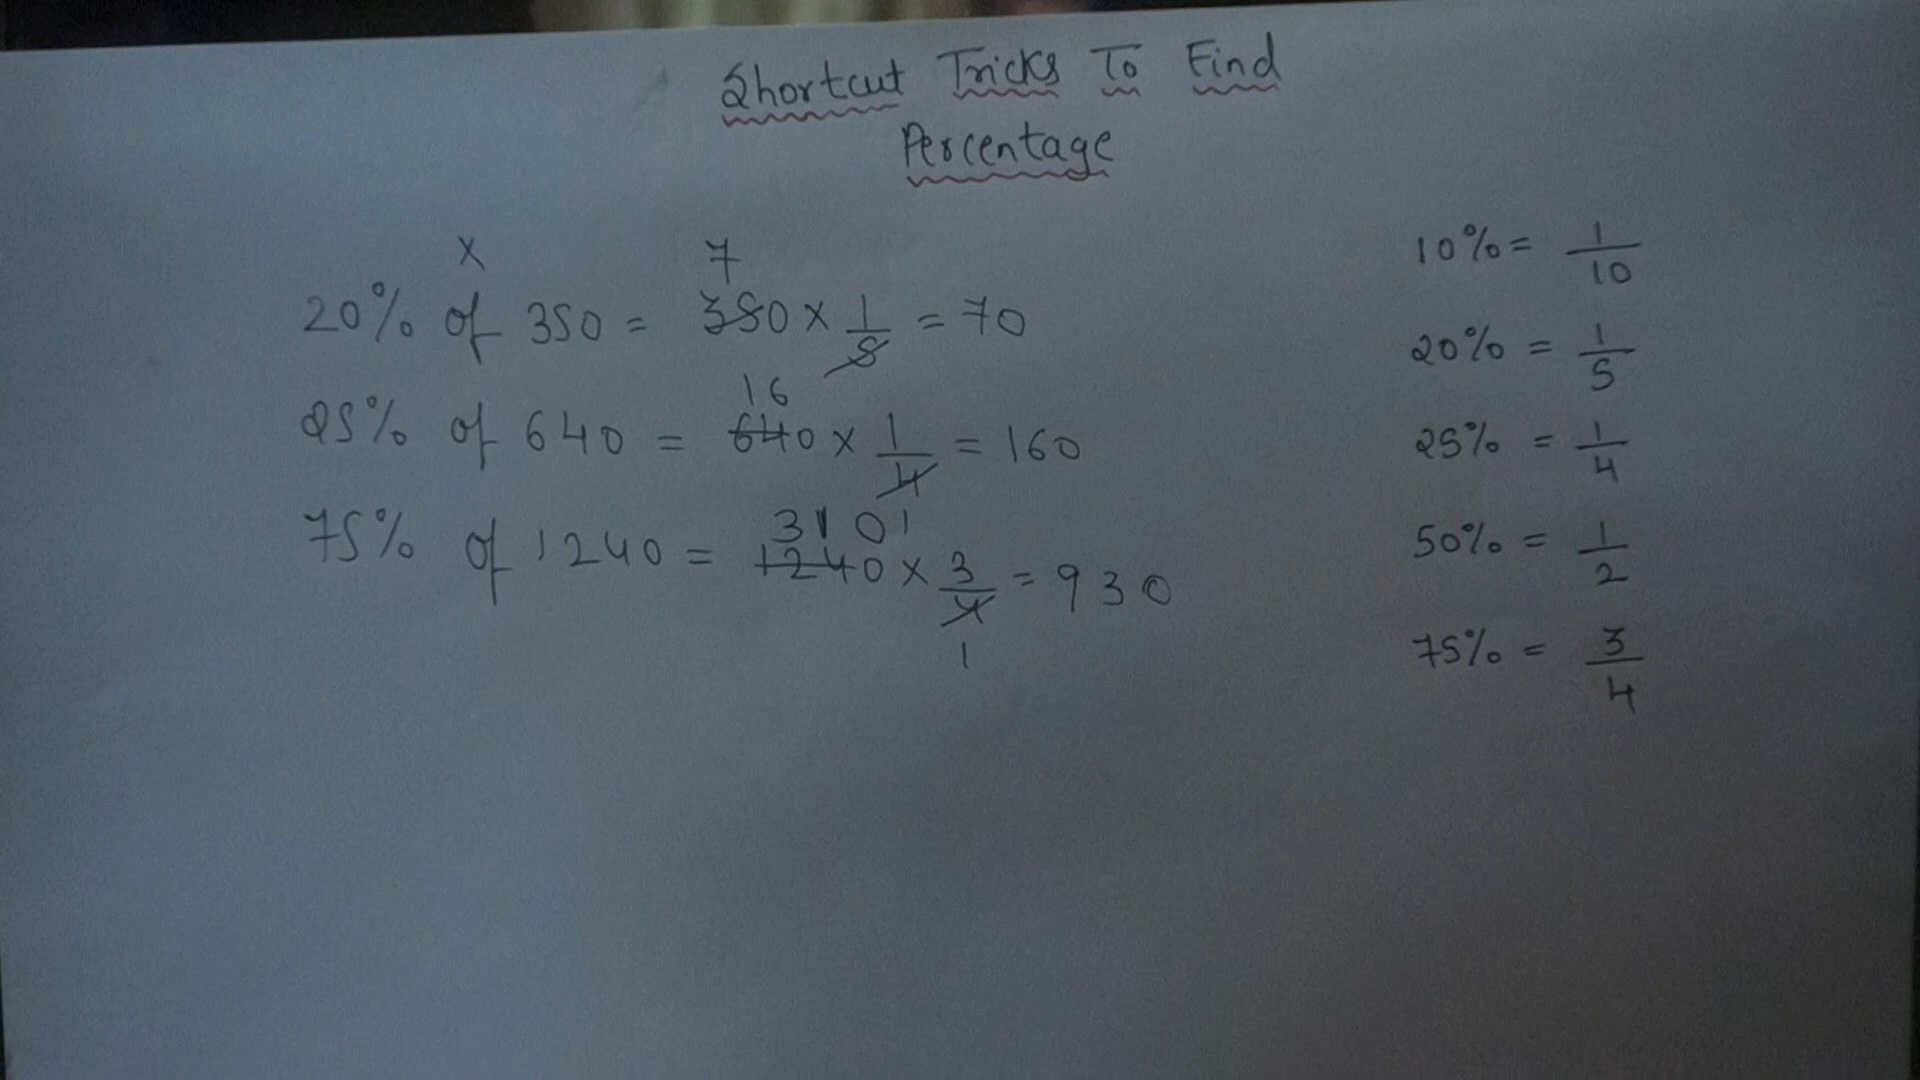 Shortcut Tricks To Find
Percentage
x
7
20% of 350 = 350 x 1/5 = 70
16
25% of 640 = 640 x 1/4 = 160
3101
75% of 1240 = 1240 x 3/4 = 930
1
10% = 1/10
20% = 1/5
25% = 1/4
50% = 1/2
75% = 3/4